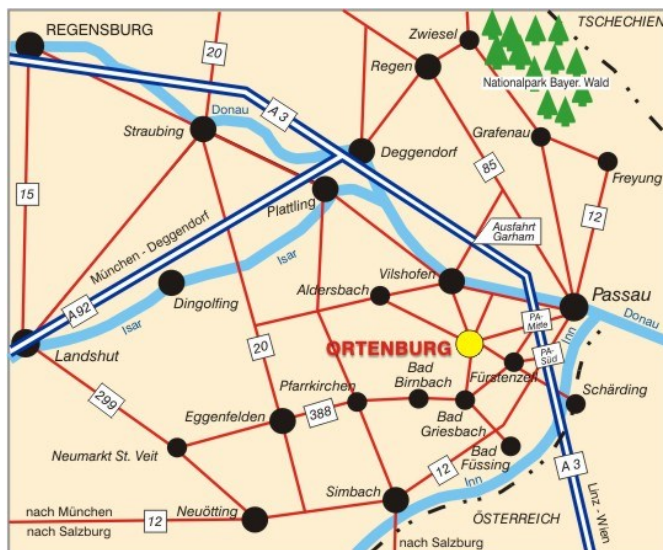 REGENSBURG
20
Zwiesel
TSCHECHIEN
Regen
Nationalpark Bayer. Wald
Donau
A 3
Straubing
Grafenau
Deggendorf
85
Freyung
15
Plattling
12
München - Deggendorf
Isar
Ausfahrt
Garham
Vilshofen
Aldersbach
Passau
A 92
Dingolfing
Isar
PA-
Mitte
Donau
Inn
Landshut
20
ORTENBURG
PA-
Süd
Bad
Birnbach
Fürstenzell
Schärding
299
Pfarrkirchen
Eggenfelden
388
Bad
Griesbach
Neumarkt St. Veit
Bad
Füssing
12
A 3
Linz - Wien
Simbach
Inn
nach München
12
Neuötting
nach Salzburg
ÖSTERREICH
nach Salzburg